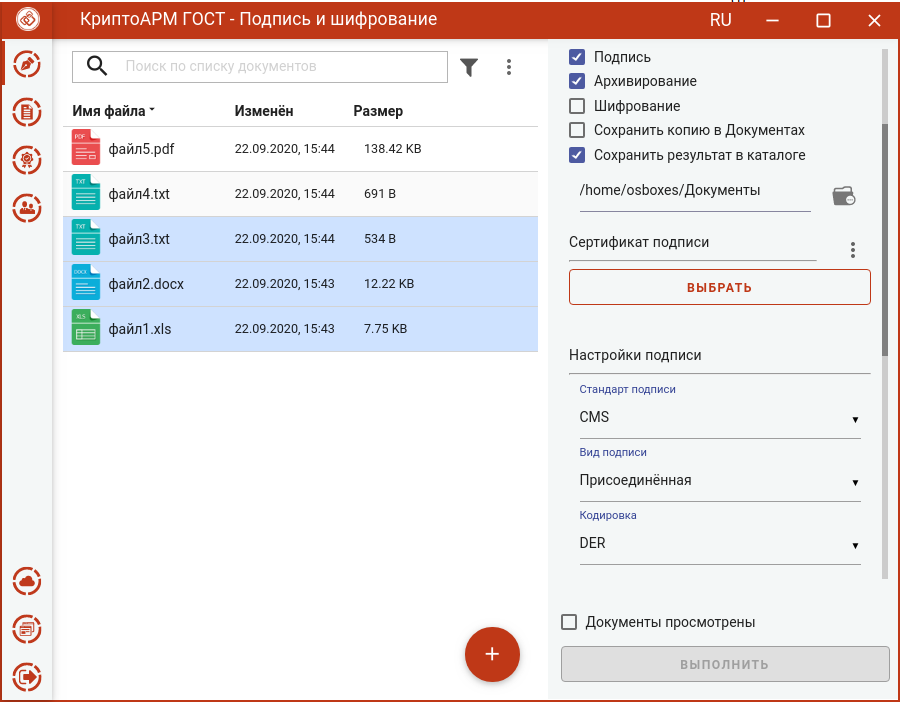 КриптоАРМ ГОСТ - Подпись и шифрование
RU
Поиск по списку документов
Имя файла
Изменён
Размер
PDF
файл5.pdf
22.09.2020, 15:44
138.42 KB
TXT
файл4.txt
22.09.2020, 15:44
691 B
TXT
файл3.txt
22.09.2020, 15:44
534 B
DOCX
файл2.docx
22.09.2020, 15:43
12.22 KB
XLS
файл1.xls
22.09.2020, 15:43
7.75 KB
Подпись
Архивирование
Шифрование
Сохранить копию в Документах
Сохранить результат в каталоге
/home/osboxes/Документы
Сертификат подписи
ВЫБРАТЬ
Настройки подписи
Стандарт подписи
CMS
Вид подписи
Присоединённая
Кодировка
DER
Документы просмотрены
ВЫПОЛНИТЬ